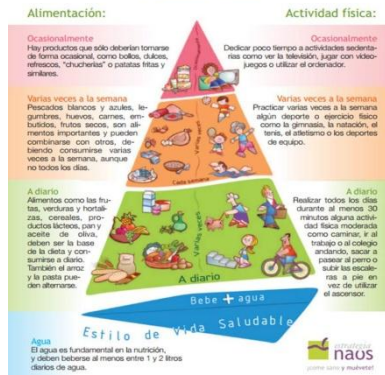 Alimentación:
Ocasionalmente
Hay productos que sólo deberían tomarse
de forma ocasional, como bollos, dulces,
refrescos, "chucherías" o patatas fritas y
similares.
Varias veces a la semana
Pescados blancos y azules, le-
gumbres, huevos, carnes, em-
butidos, frutos secos, son ali-
mentos importantes y pueden
combinarse con otros, de-
biendo consumirse varias
veces a la semana, aunque
no todos los días.
A diario
Alimentos como las fru-
tas, verduras y hortali-
zas, cereales, pro-
ductos lácteos, pan y
aceite de oliva,
deben ser la base
de la dieta y con-
sumirse a diario.
También el arroz
y la pasta pue-
den alternarse.
Agua
El agua es fundamental en la nutrición,
y deben beberse al menos entre 1 y 2 litros
diarios de agua.
Actividad física:
Ocasionalmente
Dedicar poco tiempo a actividades sedenta-
rias como ver la televisión, jugar con video-
juegos o utilizar el ordenador.
Varias veces a la semana
Practicar varias veces a la semana
algún deporte o ejercicio físico
como la gimnasia, la natación, el
tenis, el atletismo o los deportes
de equipo.
A diario
Realizar todos los días
durante al menos 30
minutos alguna activi-
dad física moderada
como caminar, ir al
trabajo o al colegio
andando, sacar a
pasear al perro o
subir las escale-
ras a pie en
vez de utilizar
el ascensor.
Cada semana
Varias veces
A diario
Bebe + agua
Estilo de Vida Saludable
estrategia
naos
¡come sano y muévete!